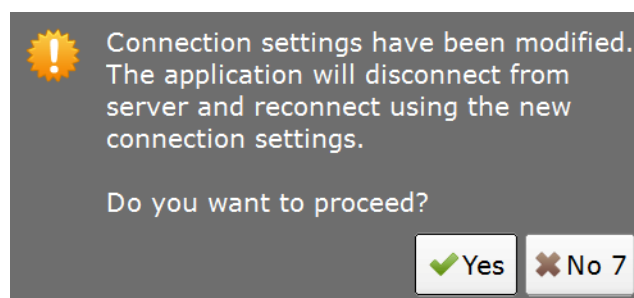 Connection settings have been modified.
The application will disconnect from
server and reconnect using the new
connection settings.
Do you want to proceed?
Yes No 7